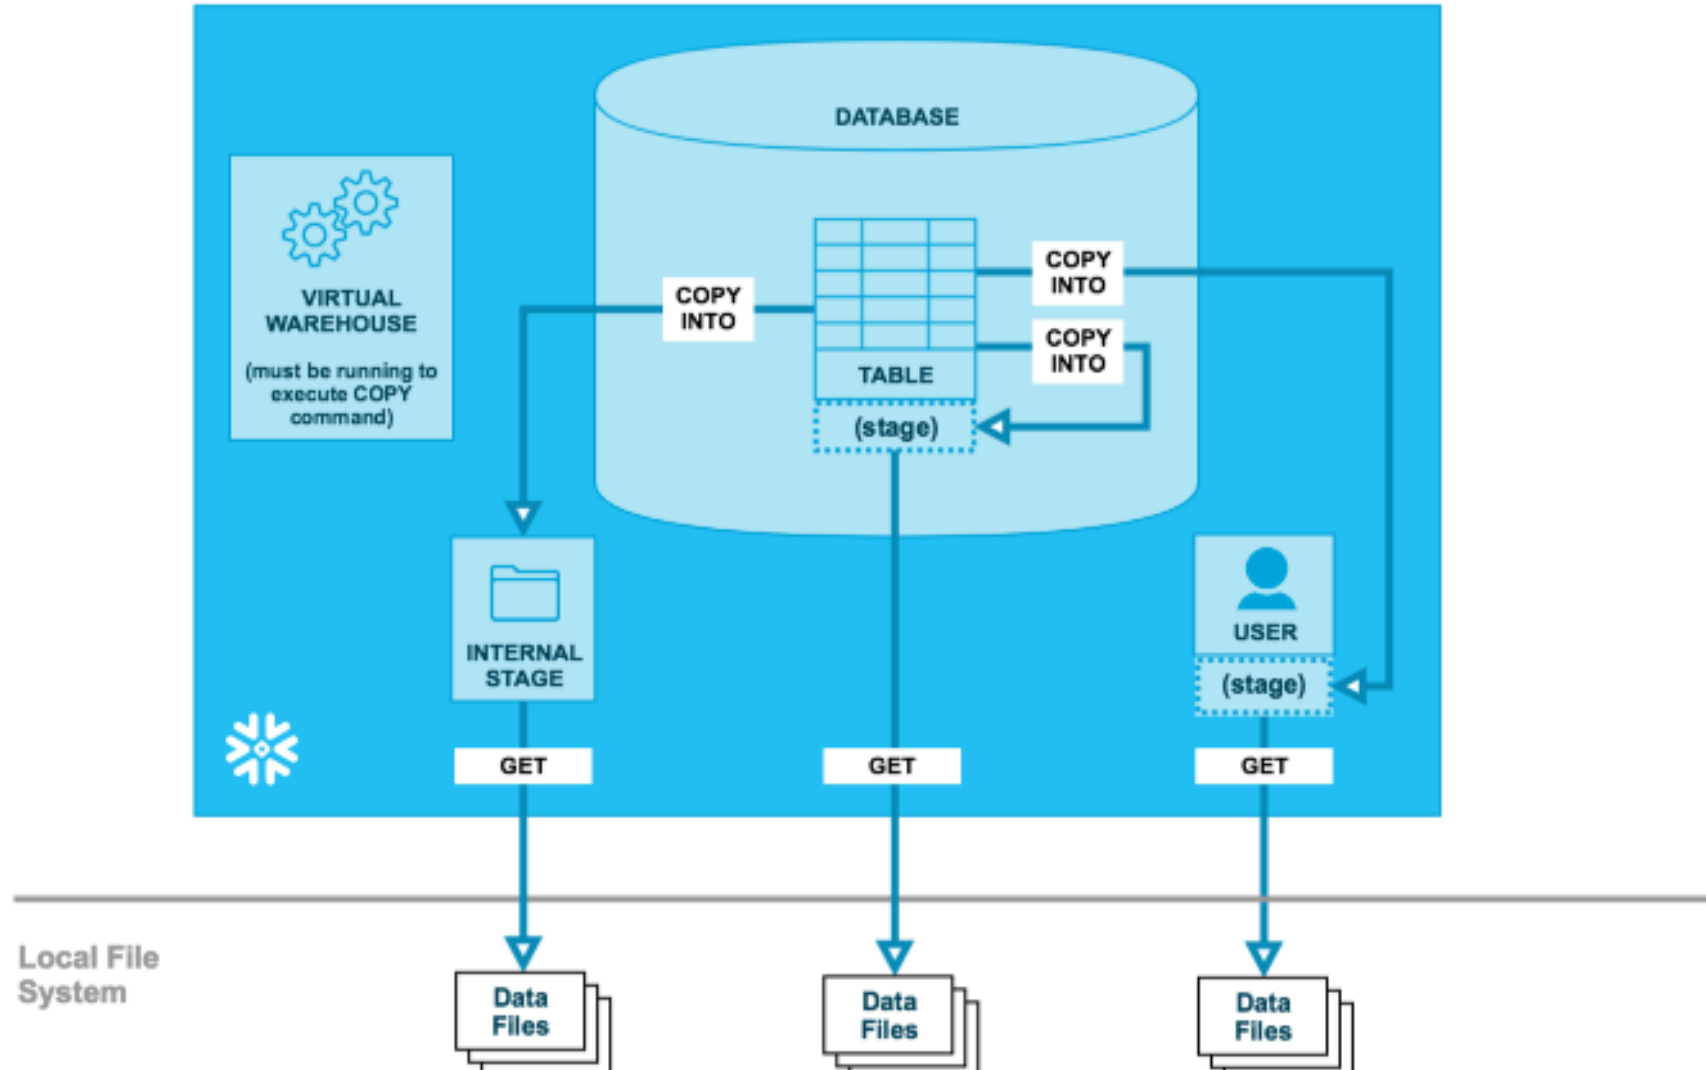 DATABASE
VIRTUAL
WAREHOUSE
(must be running to
execute COPY
command)
COPY
INTO
COPY
INTO
COPY
INTO
TABLE
(stage)
INTERNAL
STAGE
USER
(stage)
GET
GET
GET
Local File
System
Data
Files
Data
Files
Data
Files